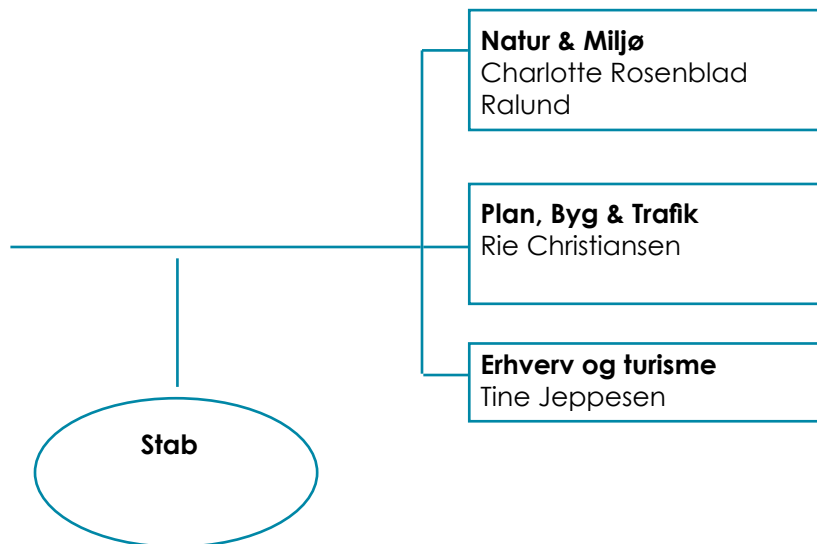 Natur & Miljø
Charlotte Rosenblad
Ralund
Plan, Byg & Trafik
Rie Christiansen
Erhverv og turisme
Tine Jeppesen
Stab